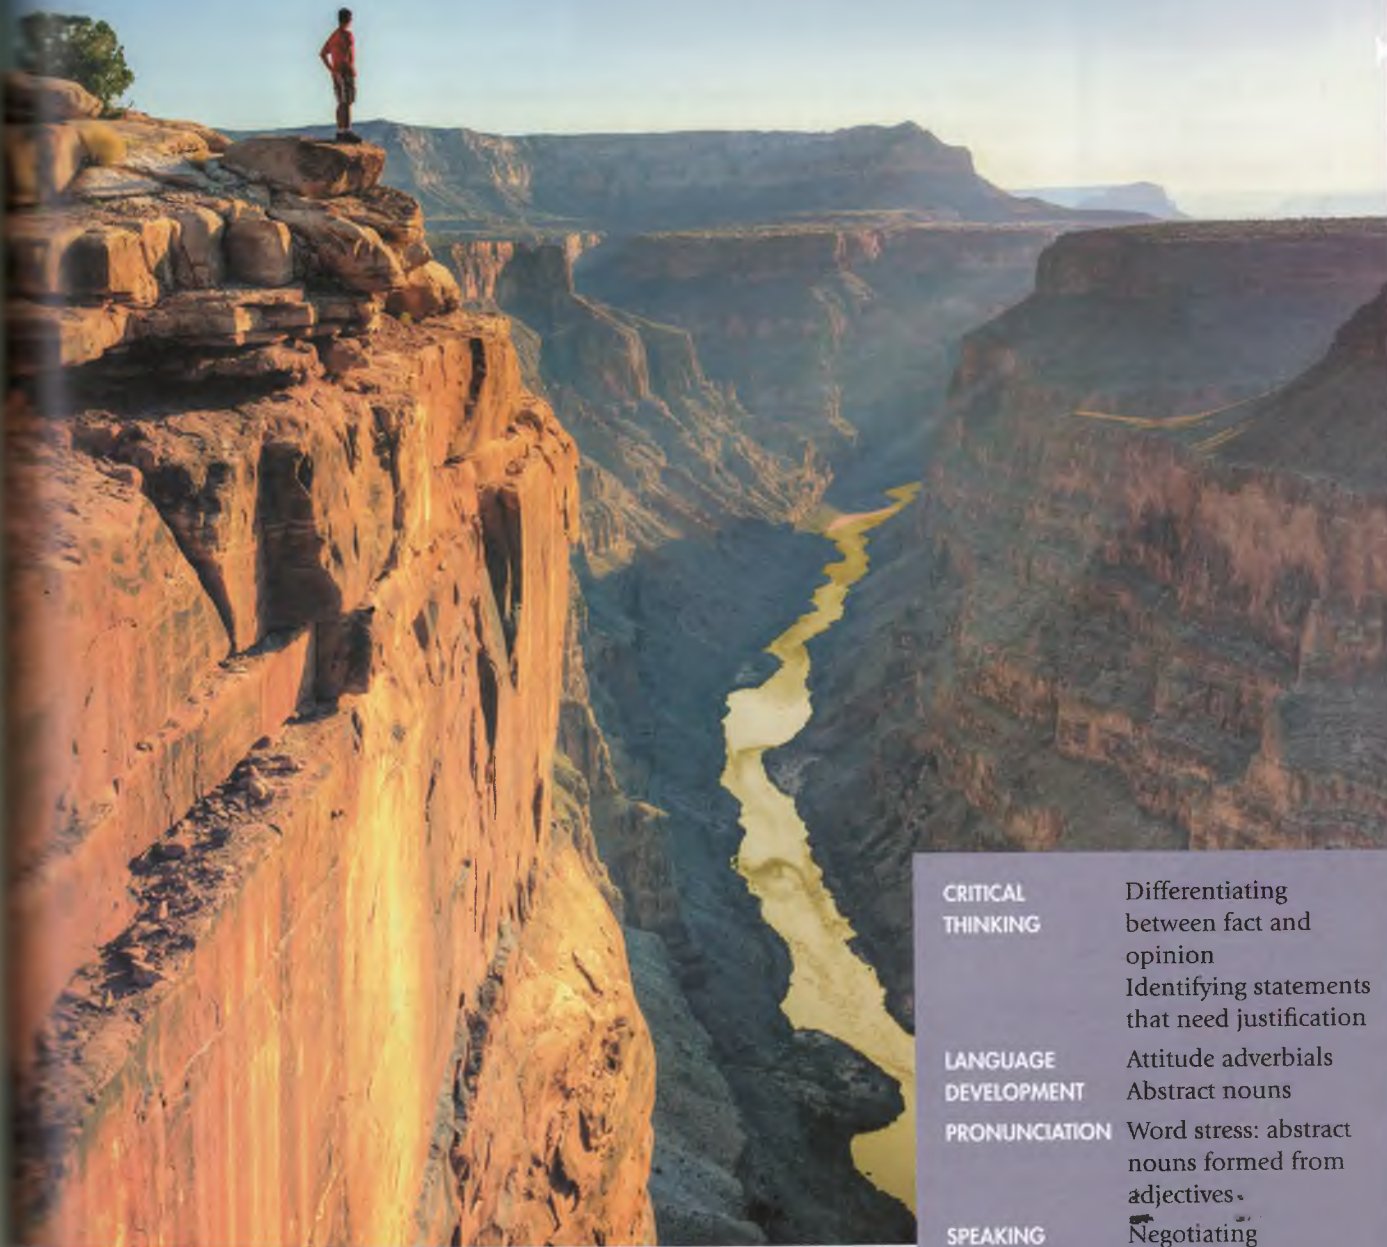 CRITICAL THINKING
Differentiating
between fact and
opinion
Identifying statements
that need justification
LANGUAGE DEVELOPMENT
Attitude adverbials
Abstract nouns
PRONUNCIATION
Word stress: abstract
nouns formed from
adjectives
SPEAKING
Negotiating